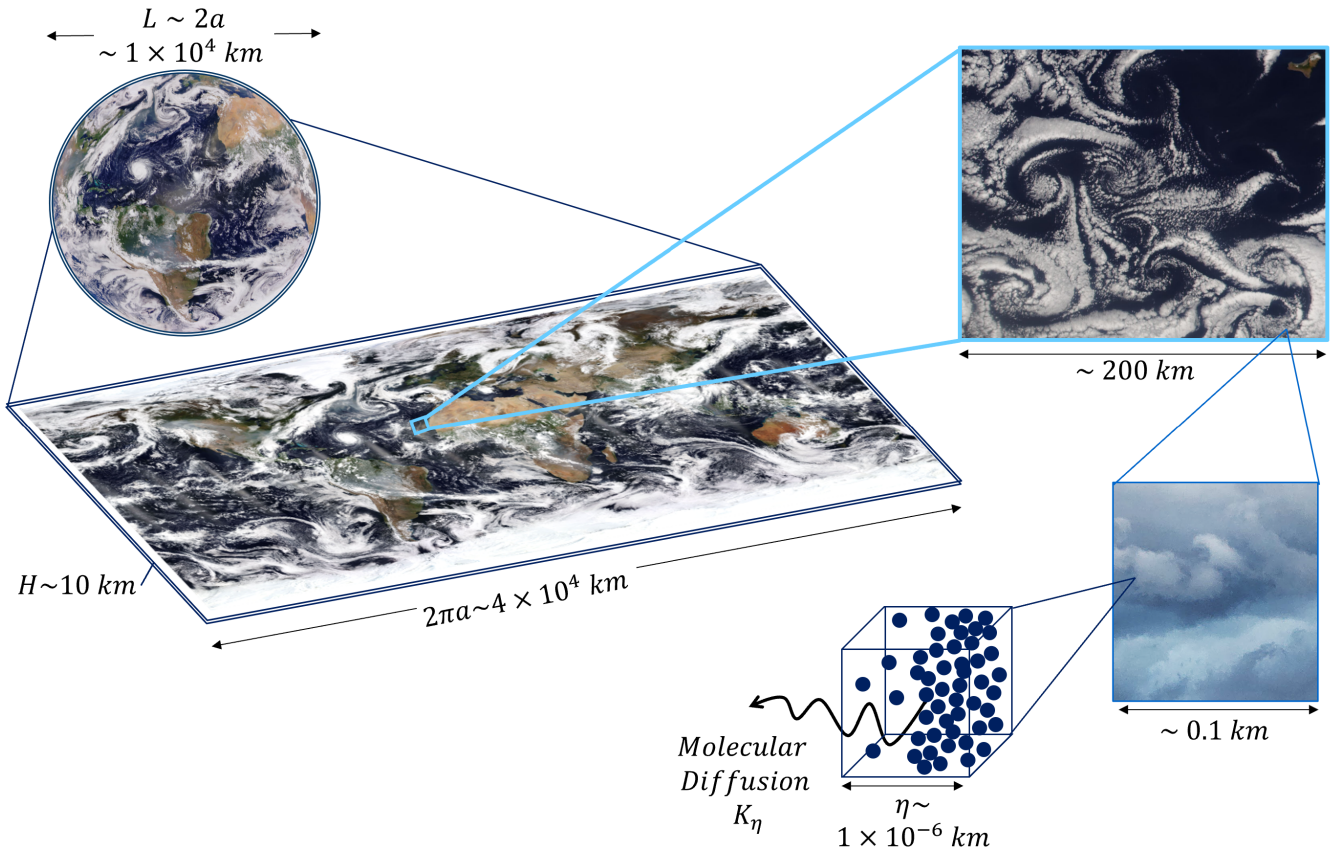 L ~ 2a
~ 1 × 10⁴ km
~ 200 km
H~10 km
2πa~4 × 10⁴ km
~ 0.1 km
Molecular
Diffusion
K_η
η~
1 × 10⁻⁶ km